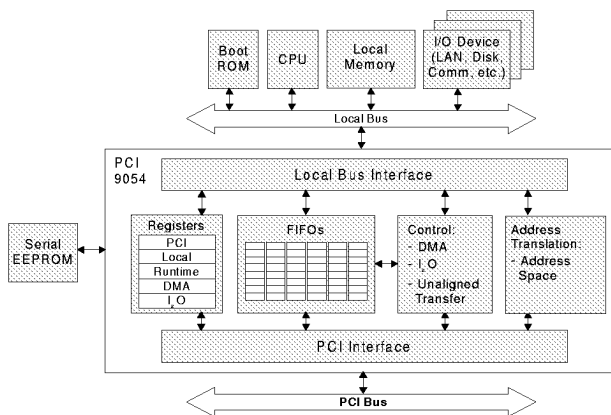 Boot
ROM
CPU
Local
Memory
I/O Device
(LAN, Disk,
Comm, etc.)
Local Bus
PCI
9054
Local Bus Interface
Serial
EEPROM
Registers
PCI
Local
Runtime
DMA
I2O
FIFOs
Control:
- DMA
- I2O
- Unaligned
Transfer
Address
Translation:
- Address
Space
PCI Interface
PCI Bus